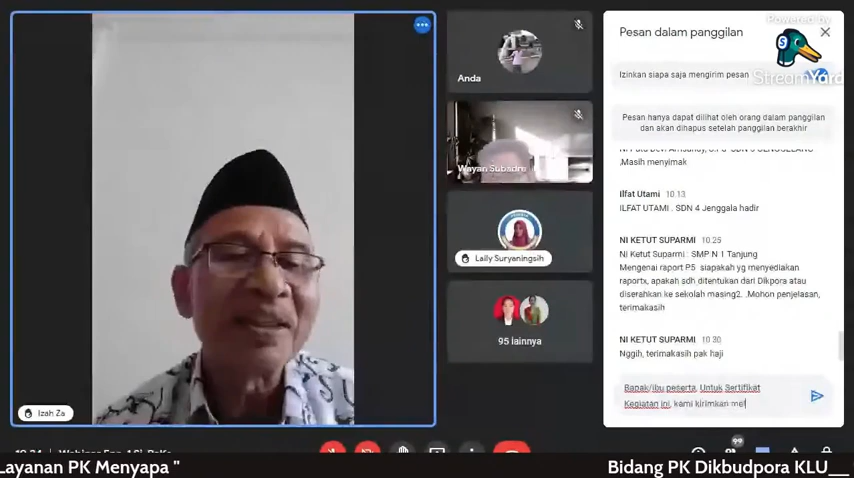 Powered by
StreamYard
Pesan dalam panggilan
Izinkan siapa saja mengirim pesan
Pesan hanya dapat dilihat oleh orang dalam panggilan
dan akan dihapus setelah panggilan berakhir
,Masih menyimak
Ilfat Utami 10.13
ILFAT UTAMI . SDN 4 Jenggala hadir
NI KETUT SUPARMI 10.25
Ni Ketut Suparmi : SMP N 1 Tanjung
Mengenai raport P5 siapakah yg menyediakan
raportx, apakah sdh ditentukan dari Dikpora atau
diserahkan ke sekolah masing2. .Mohon penjelasan,
terimakasih
NI KETUT SUPARMI 10.30
Nggih, terimakasih pak haji
Bapak/ibu peserta, Untuk Sertifikat
Kegiatan ini, kami kirimkan
Anda
Wayan Subadre
Laily Suryaningsih
95 lainnya
Izah Za
Layanan PK Menyapa "
Bidang PK Dikbudpora KLU__